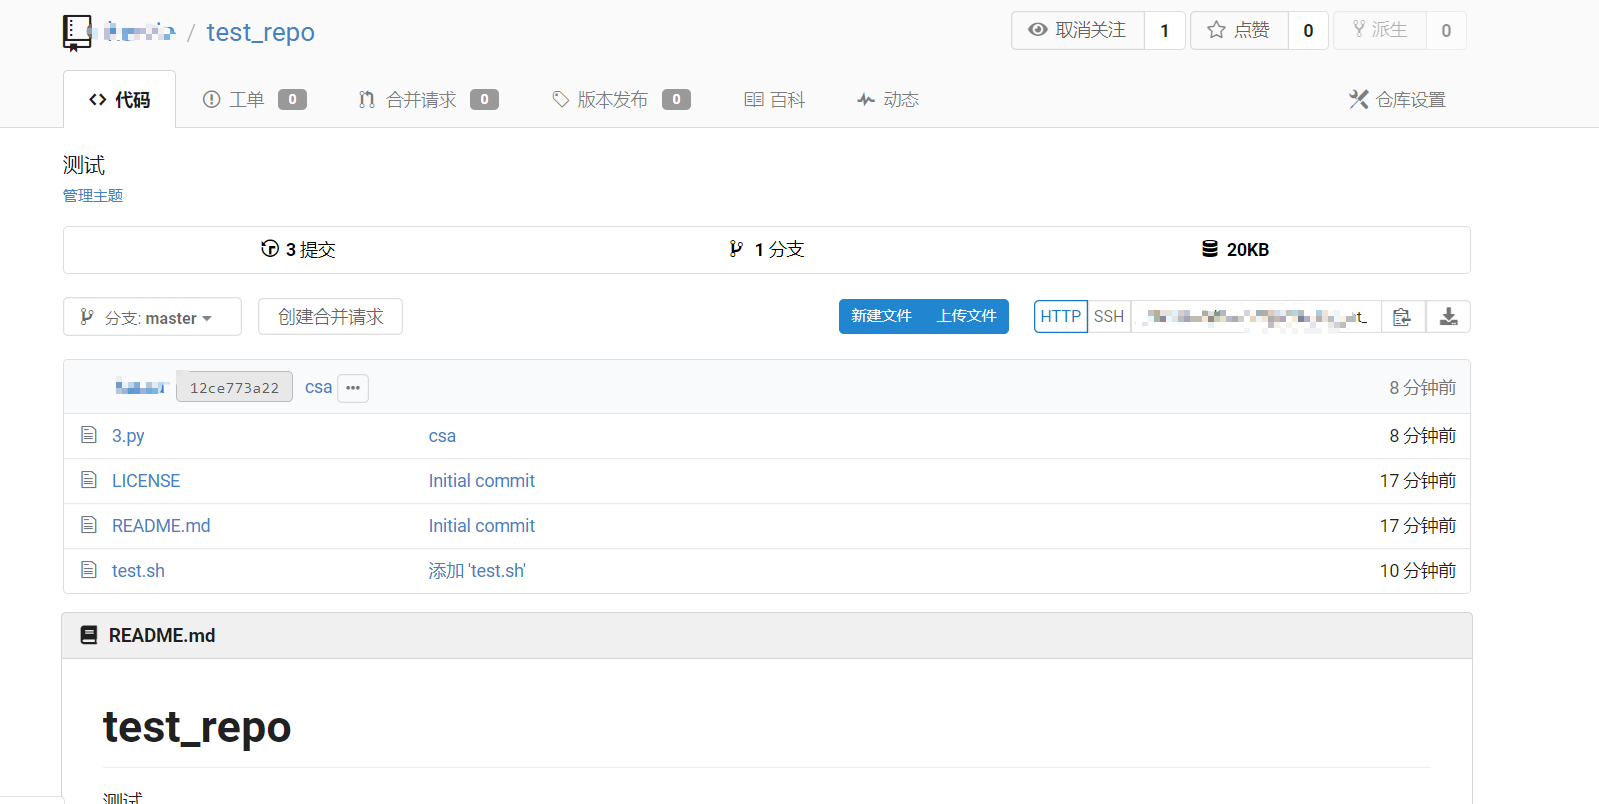 / test_repo
取消关注 1 点赞 0 派生 0
代码 工单 0 合并请求 0 版本发布 0 百科 动态 仓库设置
测试
管理主题
3 提交 1 分支 20KB
分支: master 创建合并请求 新建文件 上传文件 HTTP SSH
12ce773a22 csa ••• 8 分钟前
3.py csa 8 分钟前
LICENSE Initial commit 17 分钟前
README.md Initial commit 17 分钟前
test.sh 添加 'test.sh' 10 分钟前
README.md
test_repo
测试